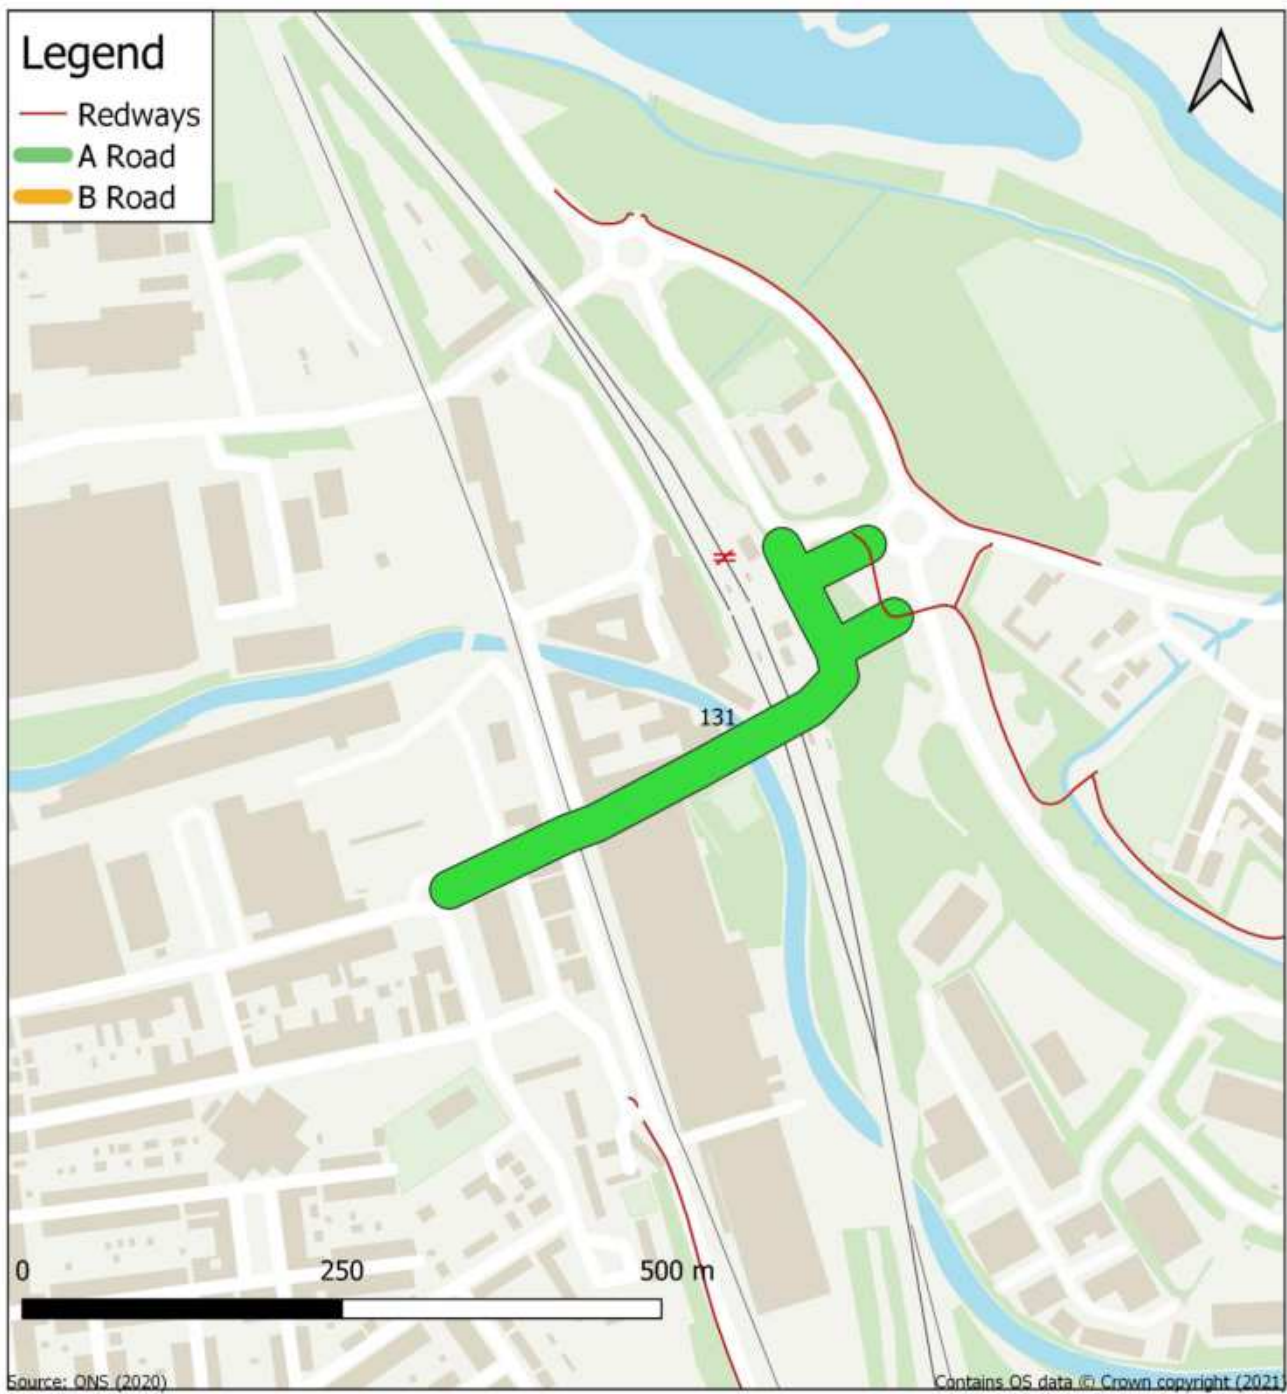 Legend
Redways
A Road
B Road
131
0 250 500 m
Source: ONS (2020)
Contains OS data © Crown copyright (2021